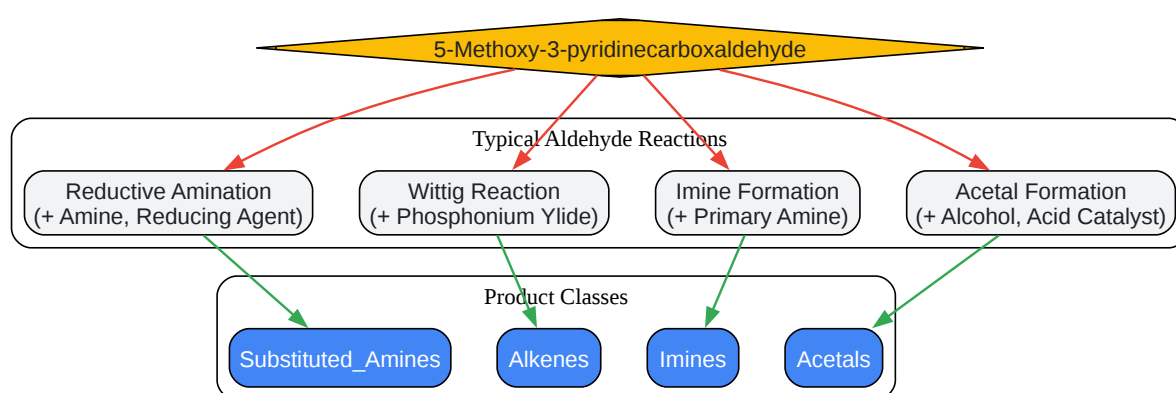 5-Methoxy-3-pyridinecarboxaldehyde
Typical Aldehyde Reactions
Reductive Amination
(+ Amine, Reducing Agent)
Wittig Reaction
(+ Phosphonium Ylide)
Imine Formation
(+ Primary Amine)
Acetal Formation
(+ Alcohol, Acid Catalyst)
Product Classes
Substituted_Amines
Alkenes
Imines
Acetals